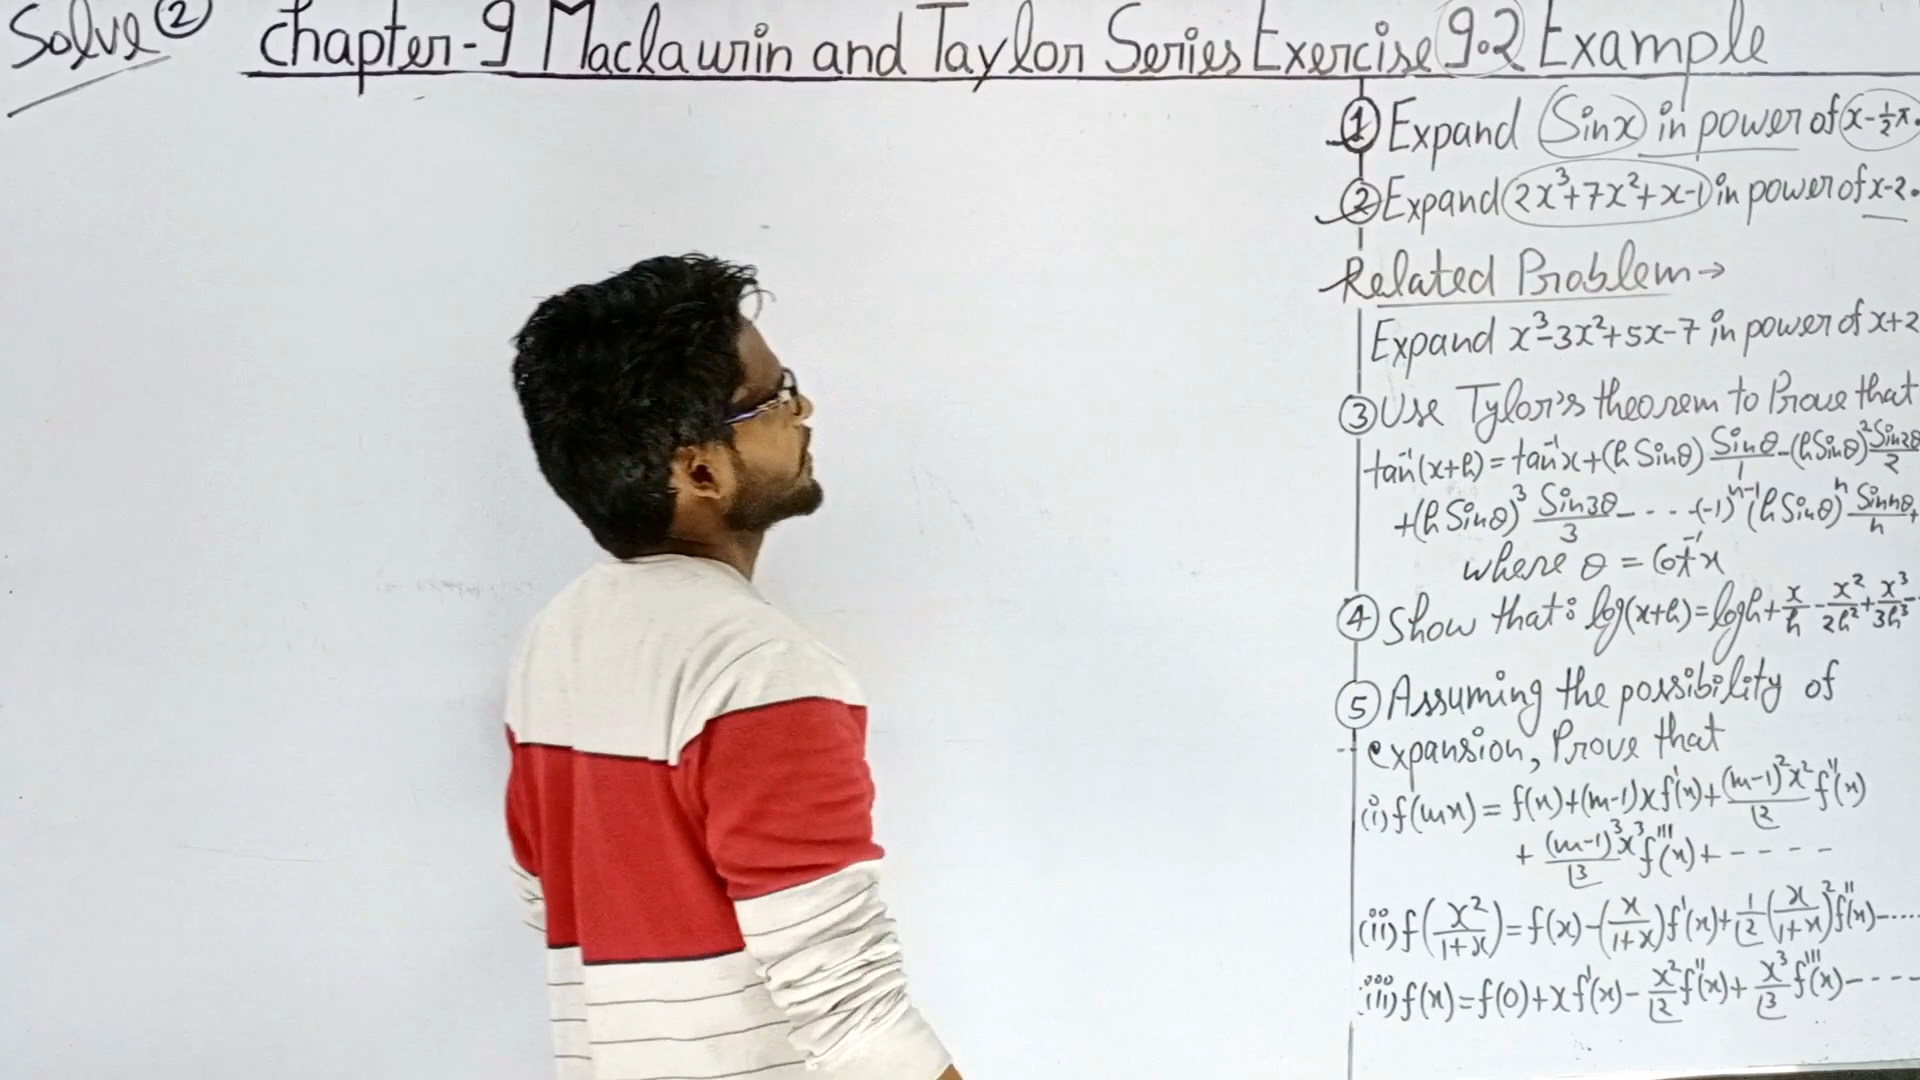 Solve ② Chapter-9 Maclaurin and Taylor Series Exercise 9.2 Example
① Expand Sinx in power of x-½π.
② Expand 2x³+7x²+x-1 in power of x-2.
Related Problem→
Expand x³-3x²+5x-7 in power of x+2
③ Use Tylor's theorem to Prove that
tan⁻¹(x+h) = tan⁻¹x+(h Sinθ) Sinθ/1 -(h Sinθ)² Sin2θ/2
+(h Sinθ)³ Sin3θ/3 - - - - (-1)ⁿ⁻¹(h Sinθ)ⁿ Sinnθ/n +
where θ = Cot⁻¹x
④ Show that: log(x+h)=logh+x/h - x²/2h² + x³/3h³ -
⑤ Assuming the possibility of
expansion, Prove that
(i) f(mx) = f(x)+(m-1)xf'(x)+(m-1)²x²/⌊2 f''(x)
+ (m-1)³x³/⌊3 f'''(x)+ - - - -
(ii) f(x²/1+x)=f(x)-(x/1+x)f'(x)+1/⌊2(x/1+x)²f''(x)-.....
(iii) f(x)=f(0)+xf'(x)- x²/⌊2 f''(x)+ x³/⌊3 f'''(x)- - - -